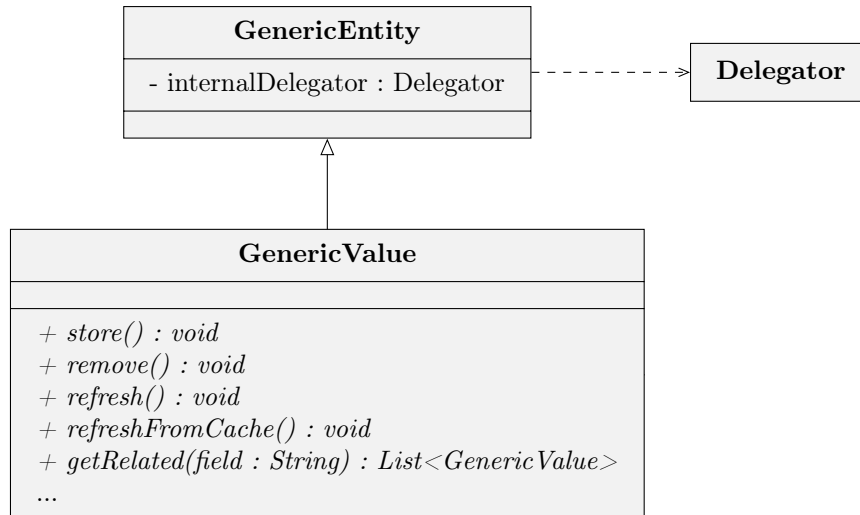 GenericEntity
- internalDelegator : Delegator
Delegator
GenericValue
+ store() : void
+ remove() : void
+ refresh() : void
+ refreshFromCache() : void
+ getRelated(field : String) : List<GenericValue>
...